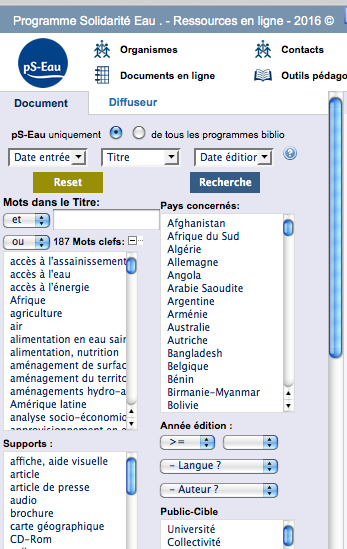 Programme Solidarité Eau . - Ressources en ligne - 2016 ©
pS-Eau
Organismes
Contacts
Documents en ligne
Outils pédago
Document
Diffuseur
pS-Eau uniquement
de tous les programmes biblio
Date entrée
Titre
Date édition
?
Reset
Recherche
Mots dans le Titre:
et
ou
187 Mots clefs:
accès à l'assainissement
accès à l'eau
accès à l'énergie
Afrique
agriculture
air
alimentation en eau sain
alimentation, nutrition
aménagement de surfac
aménagement du territo
aménagements hydro-a
Amérique latine
analyse socio-économic
approvisionnement en e
Supports :
affiche, aide visuelle
article
article de presse
audio
brochure
carte géographique
CD-Rom
Pays concernés:
Afghanistan
Afrique du Sud
Algérie
Allemagne
Angola
Arabie Saoudite
Argentine
Arménie
Australie
Autriche
Bangladesh
Belgique
Bénin
Birmanie-Myanmar
Bolivie
Année édition :
>=
- Langue ?
- Auteur ?
Public-Cible
Université
Collectivité